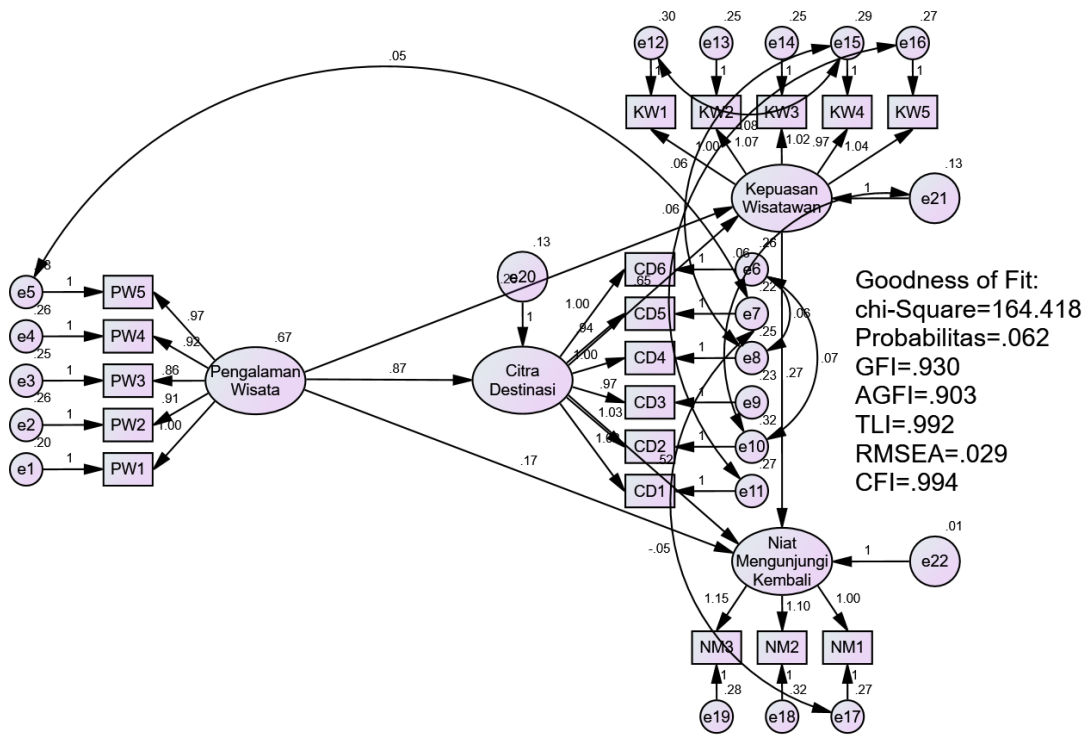 .30
.25
.25
.29
.27
e12
e13
e14
e15
e16
1
1
1
1
1
.05
KW1
KW2
KW3
KW4
KW5
.08
1.00
1.07
1.02
.97
1.04
.06
Kepuasan
Wisatawan
1
.13
e21
.06
.13
e20
1
.65
.06
.26
CD6
1
e6
.22
CD5
1
e7
.06
.25
CD4
1
e8
.07
.23
CD3
1
e9
.27
.32
CD2
1
e10
.27
CD1
1
e11
1.00
.94
1.00
.97
1.03
.52
e5
1
PW5
.97
.26
e4
1
PW4
.92
.25
e3
1
PW3
.86
.26
e2
1
PW2
.91
.20
e1
1
PW1
1.00
.67
Pengalaman
Wisata
.87
Citra
Destinasi
.17
-.05
Goodness of Fit:
chi-Square=164.418
Probabilitas=.062
GFI=.930
AGFI=.903
TLI=.992
RMSEA=.029
CFI=.994
Niat
Mengunjungi
Kembali
1
.01
e22
1.15
1.10
1.00
NM3
NM2
NM1
1
1
1
.28
.32
.27
e19
e18
e17